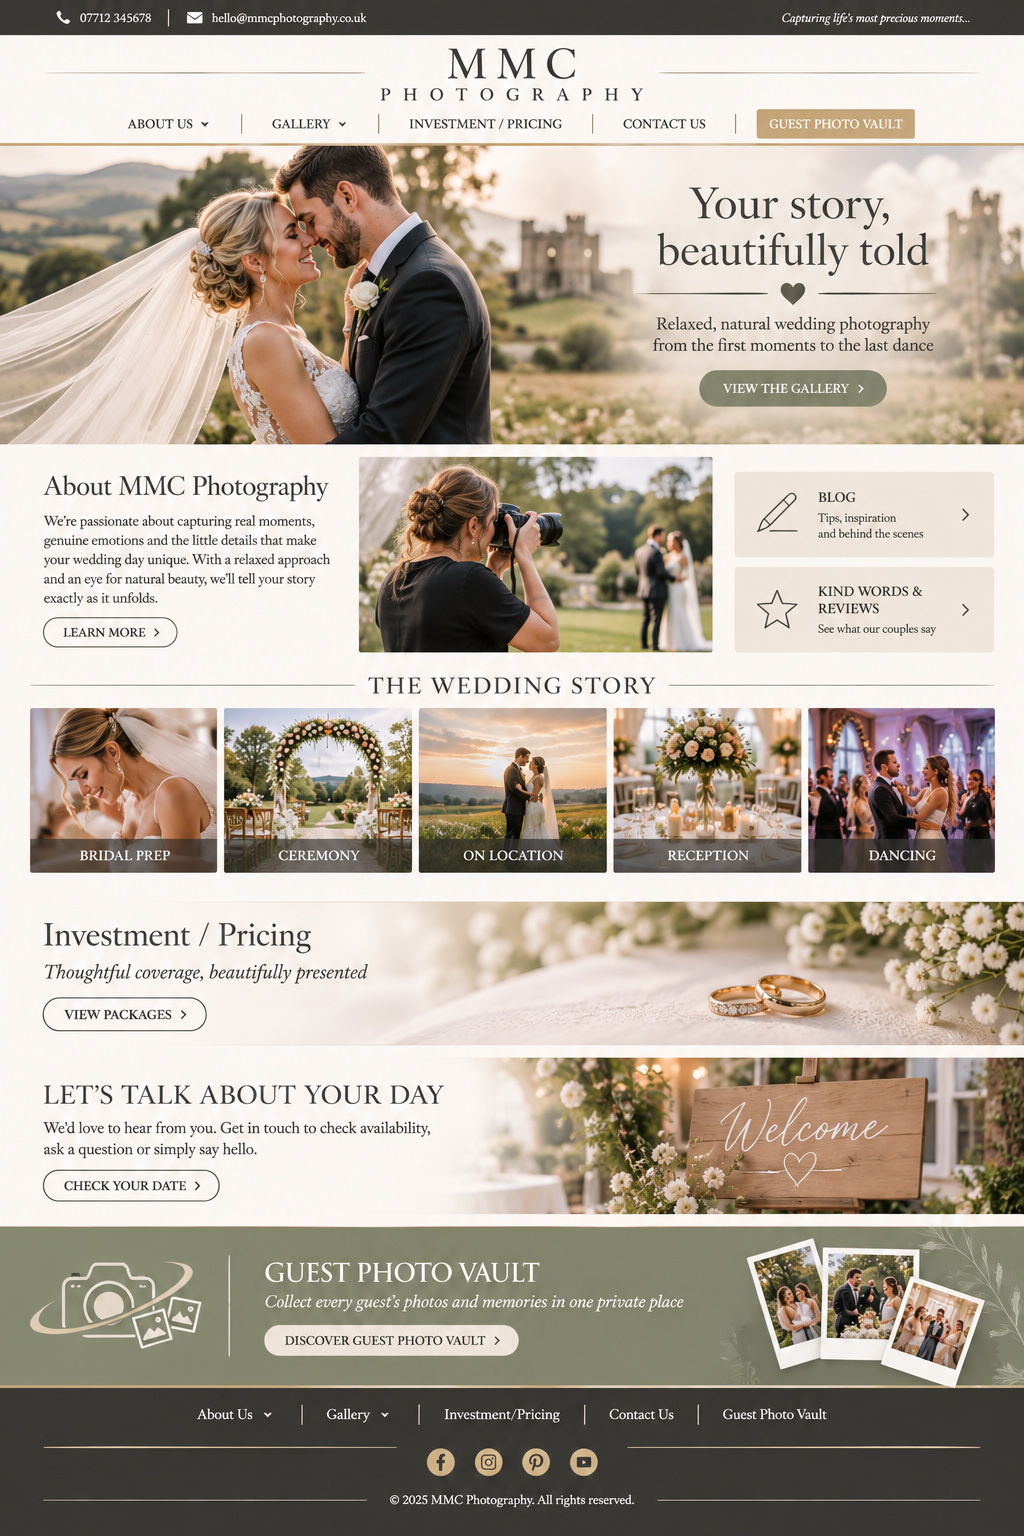 07712 345678
hello@mmcphotography.co.uk
Capturing life's most precious moments...
MMC
PHOTOGRAPHY
ABOUT US
GALLERY
INVESTMENT / PRICING
CONTACT US
GUEST PHOTO VAULT
Your story,
beautifully told
Relaxed, natural wedding photography
from the first moments to the last dance
VIEW THE GALLERY
About MMC Photography
We're passionate about capturing real moments,
genuine emotions and the little details that make
your wedding day unique. With a relaxed approach
and an eye for natural beauty, we'll tell your story
exactly as it unfolds.
LEARN MORE
BLOG
Tips, inspiration
and behind the scenes
KIND WORDS &
REVIEWS
See what our couples say
THE WEDDING STORY
BRIDAL PREP
CEREMONY
ON LOCATION
RECEPTION
DANCING
Investment / Pricing
Thoughtful coverage, beautifully presented
VIEW PACKAGES
LET'S TALK ABOUT YOUR DAY
We'd love to hear from you. Get in touch to check availability,
ask a question or simply say hello.
CHECK YOUR DATE
Welcome
GUEST PHOTO VAULT
Collect every guest's photos and memories in one private place
DISCOVER GUEST PHOTO VAULT
About Us
Gallery
Investment/Pricing
Contact Us
Guest Photo Vault
© 2025 MMC Photography. All rights reserved.